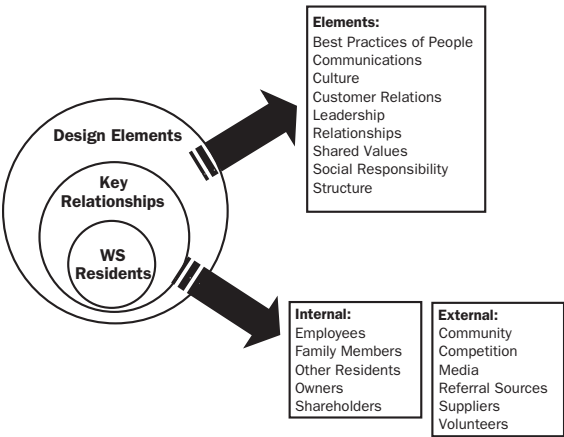 Design Elements
Key
Relationships
WS
Residents
Elements:
Best Practices of People
Communications
Culture
Customer Relations
Leadership
Relationships
Shared Values
Social Responsibility
Structure
Internal:
Employees
Family Members
Other Residents
Owners
Shareholders
External:
Community
Competition
Media
Referral Sources
Suppliers
Volunteers